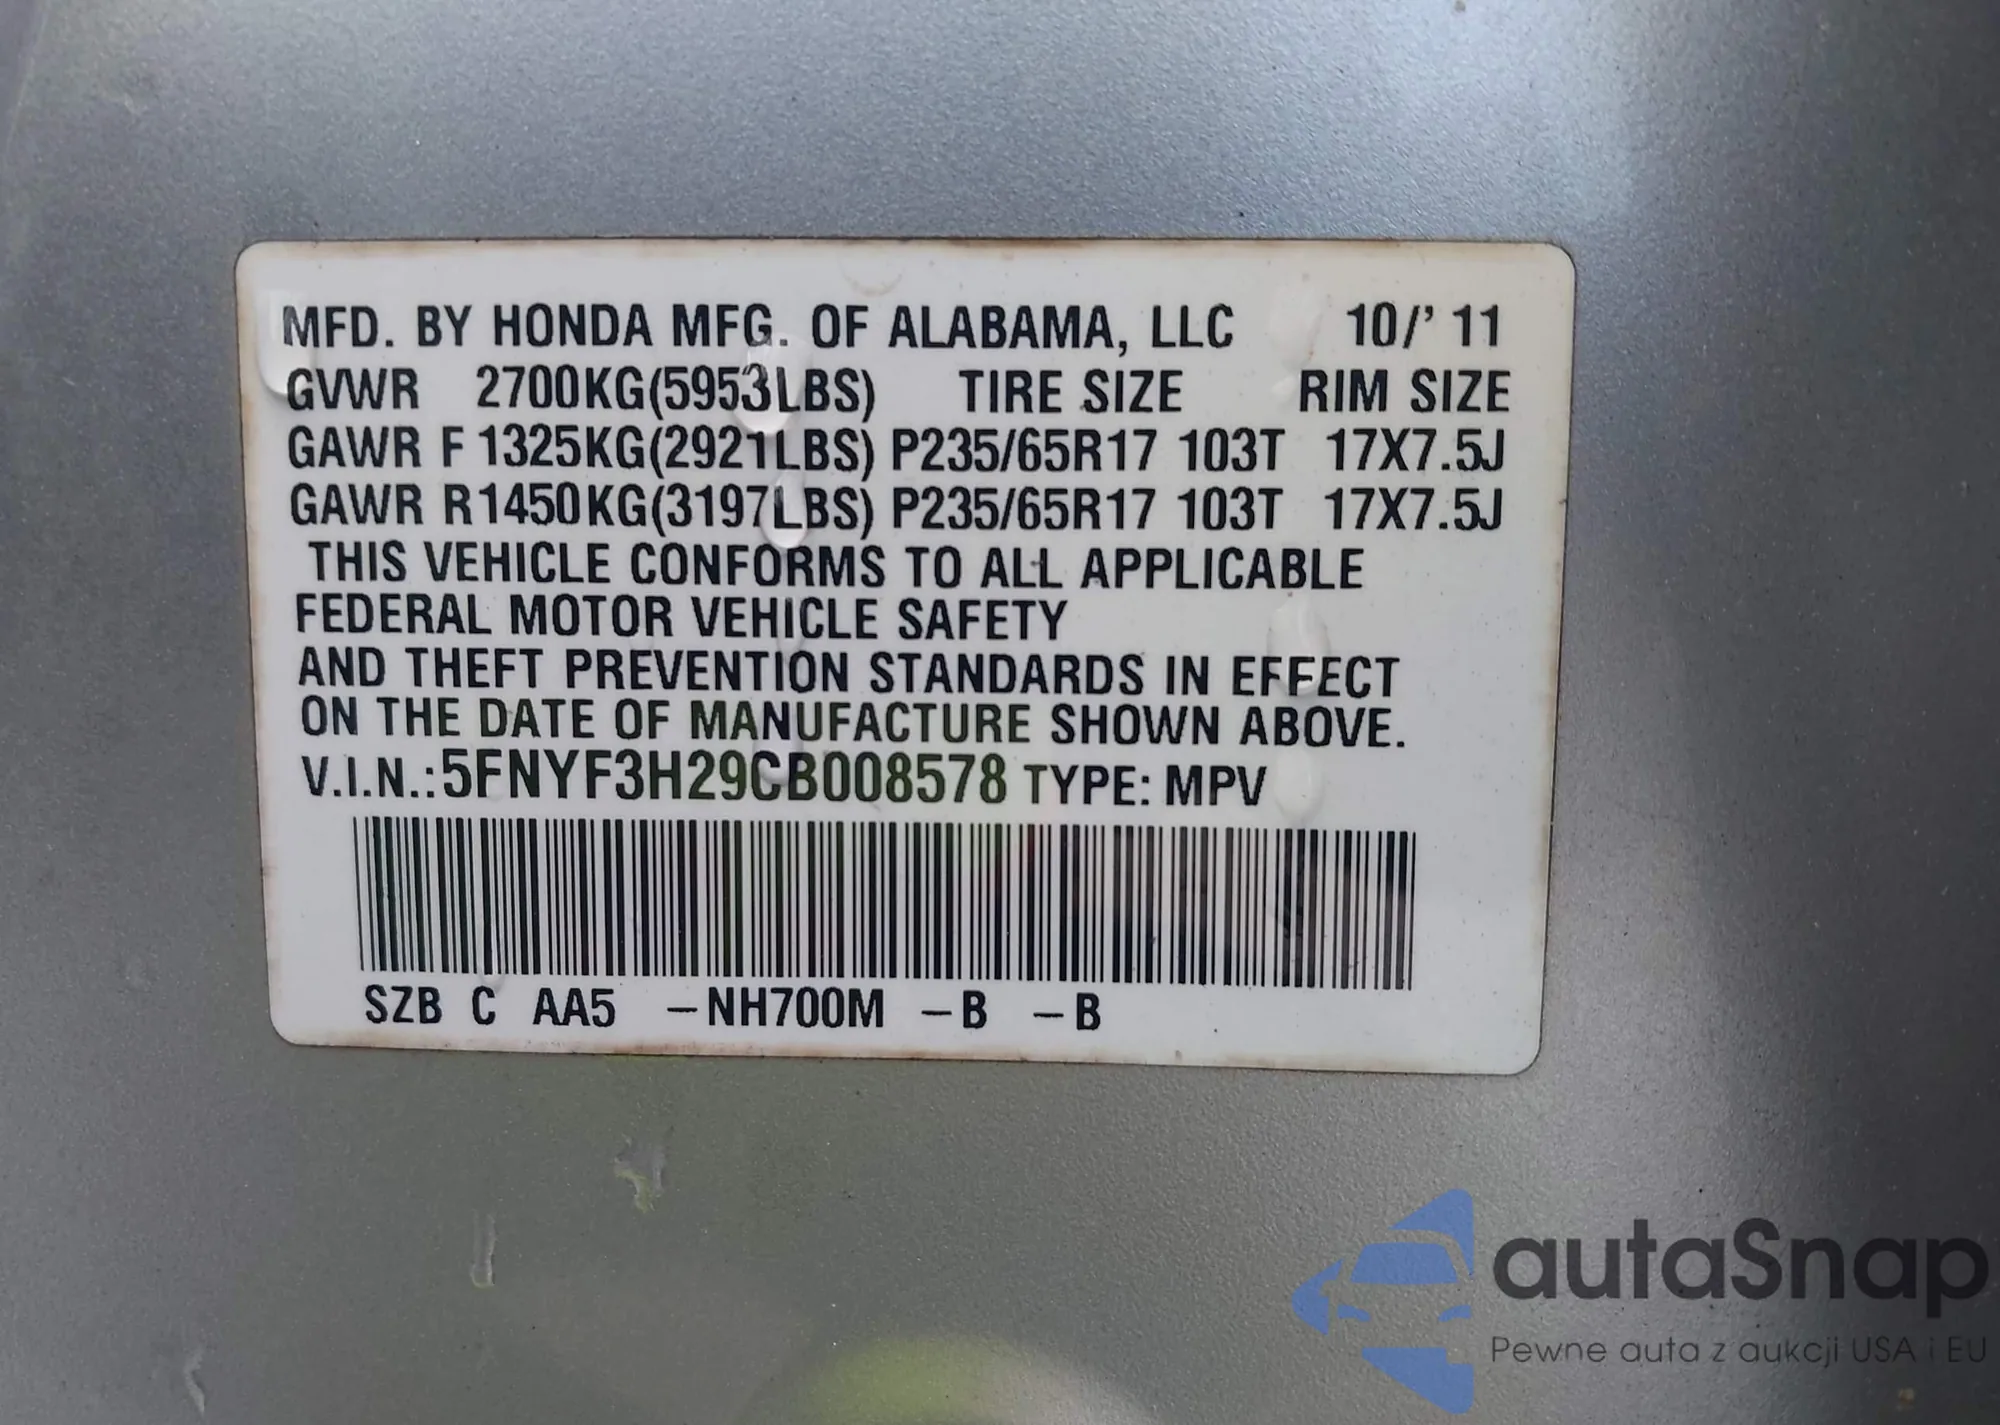 MFD. BY HONDA MFG. OF ALABAMA, LLC 10/' 11
GVWR 2700KG(5953LBS) TIRE SIZE RIM SIZE
GAWR F 1325KG(2921LBS) P235/65R17 103T 17X7.5J
GAWR R1450KG(3197LBS) P235/65R17 103T 17X7.5J
THIS VEHICLE CONFORMS TO ALL APPLICABLE
FEDERAL MOTOR VEHICLE SAFETY
AND THEFT PREVENTION STANDARDS IN EFFECT
ON THE DATE OF MANUFACTURE SHOWN ABOVE.
V.I.N.:5FNYF3H29CB008578 TYPE: MPV
SZB C AA5 –NH700M –B –B
autaSnap
Pewne auta z aukcji USA i EU